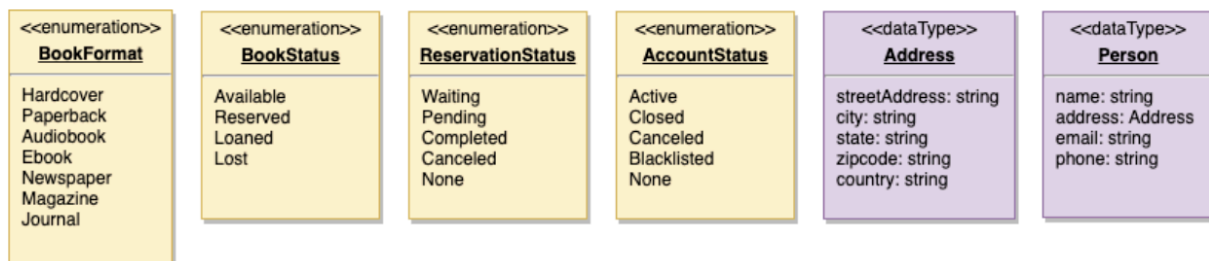 <<enumeration>>
BookFormat
Hardcover
Paperback
Audiobook
Ebook
Newspaper
Magazine
Journal
<<enumeration>>
BookStatus
Available
Reserved
Loaned
Lost
<<enumeration>>
ReservationStatus
Waiting
Pending
Completed
Canceled
None
<<enumeration>>
AccountStatus
Active
Closed
Canceled
Blacklisted
None
<<dataType>>
Address
streetAddress: string
city: string
state: string
zipcode: string
country: string
<<dataType>>
Person
name: string
address: Address
email: string
phone: string